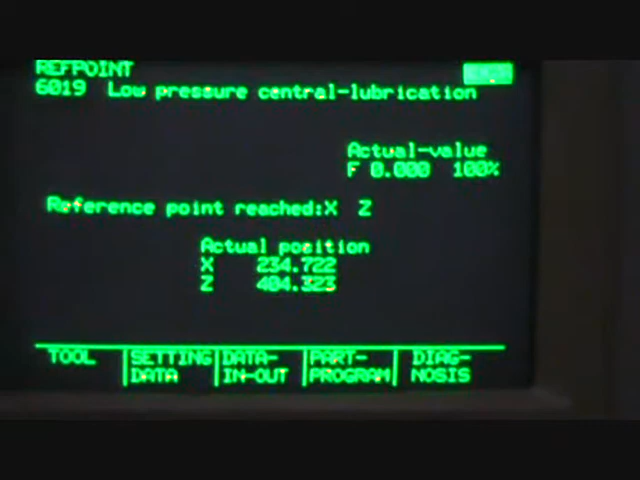 REFPOINT
6019 Low pressure central-lubrication
Actual-value
F 0.000 100%
Reference point reached:X Z
Actual position
X 234.722
Z 404.323
TOOL
SETTING DATA
DATA-IN-OUT
PART-PROGRAM
DIAG-NOSIS